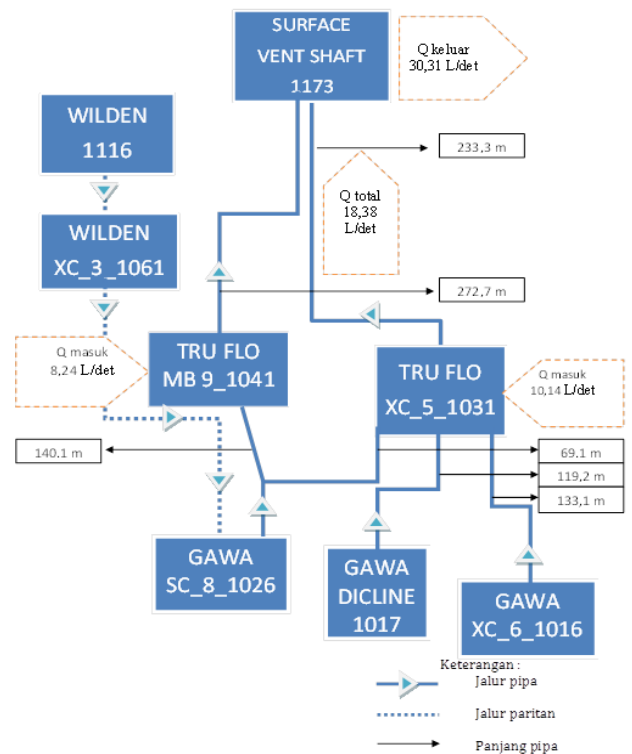 SURFACE
VENT SHAFT
1173
Q keluar
30,31 L/det
WILDEN
1116
233,3 m
Q total
18,38
L/det
WILDEN
XC_3_1061
272,7 m
Q masuk
8,24 L/det
TRU FLO
MB 9_1041
TRU FLO
XC_5_1031
Q masuk
10,14 L/det
140.1 m
69.1 m
119,2 m
133,1 m
GAWA
SC_8_1026
GAWA
DICLINE
1017
GAWA
XC_6_1016
Keterangan :
Jalur pipa
Jalur paritan
Panjang pipa